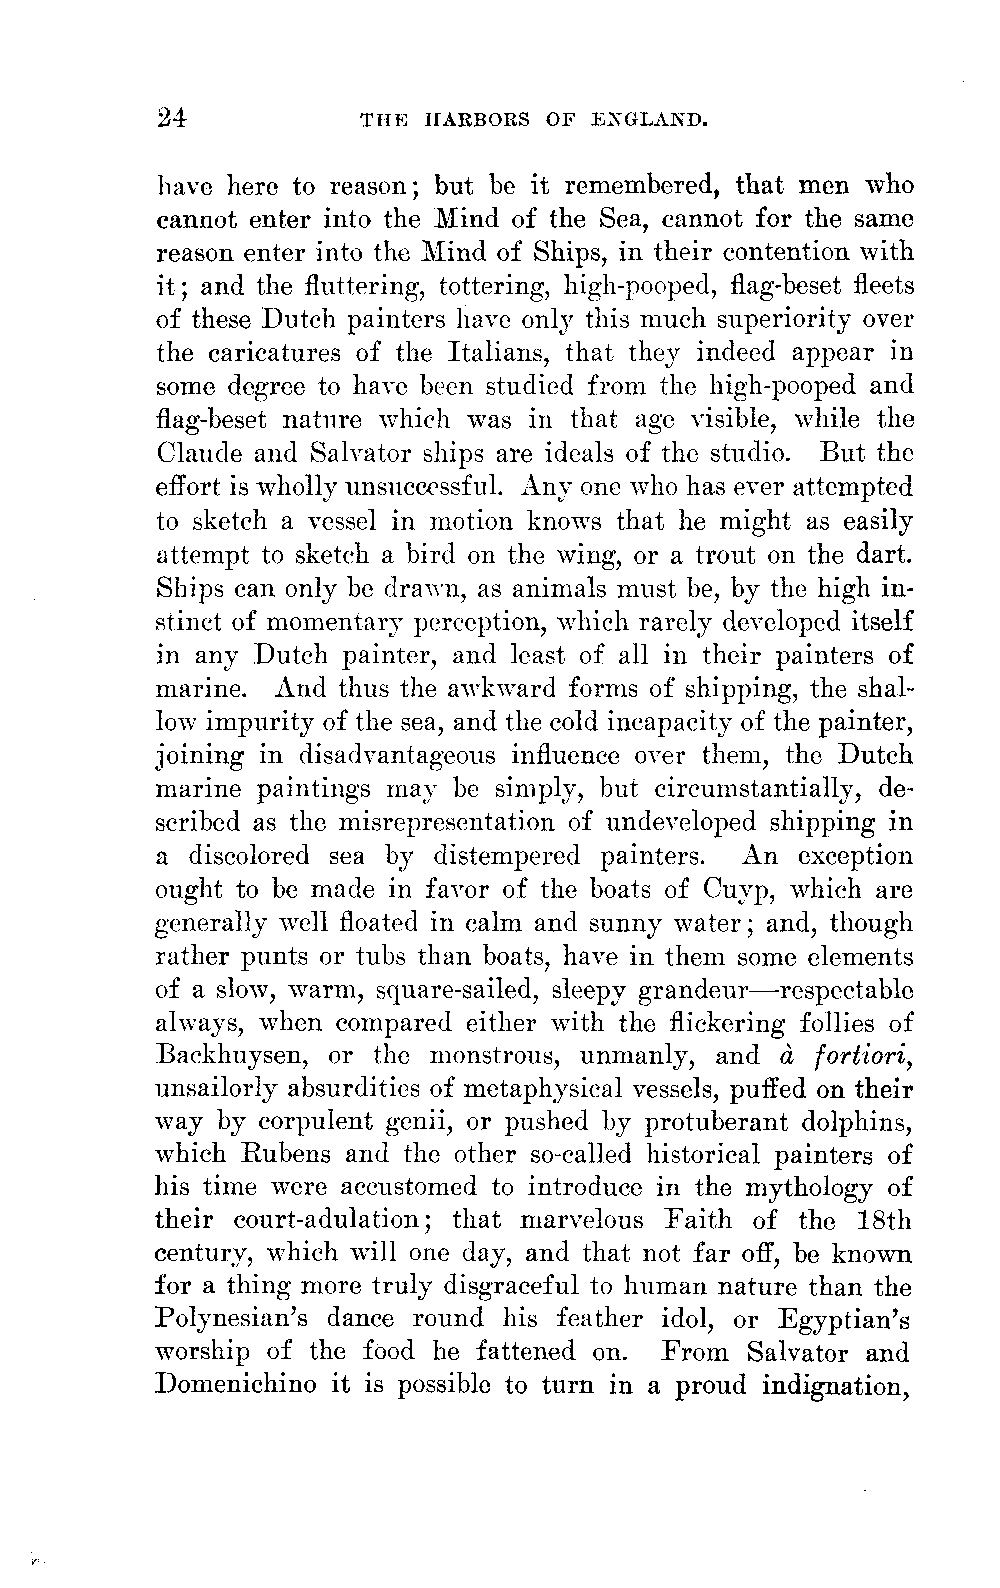 24 THE HARBORS OF ENGLAND.
have here to reason; but be it remembered, that men who
cannot enter into the Mind of the Sea, cannot for the same
reason enter into the Mind of Ships, in their contention with
it; and the fluttering, tottering, high-pooped, flag-beset fleets
of these Dutch painters have only this much superiority over
the caricatures of the Italians, that they indeed appear in
some degree to have been studied from the high-pooped and
flag-beset nature which was in that age visible, while the
Claude and Salvator ships are ideals of the studio. But the
effort is wholly unsuccessful. Any one who has ever attempted
to sketch a vessel in motion knows that he might as easily
attempt to sketch a bird on the wing, or a trout on the dart.
Ships can only be drawn, as animals must be, by the high in-
stinct of momentary perception, which rarely developed itself
in any Dutch painter, and least of all in their painters of
marine. And thus the awkward forms of shipping, the shal-
low impurity of the sea, and the cold incapacity of the painter,
joining in disadvantageous influence over them, the Dutch
marine paintings may be simply, but circumstantially, de-
scribed as the misrepresentation of undeveloped shipping in
a discolored sea by distempered painters. An exception
ought to be made in favor of the boats of Cuyp, which are
generally well floated in calm and sunny water; and, though
rather punts or tubs than boats, have in them some elements
of a slow, warm, square-sailed, sleepy grandeur—respectable
always, when compared either with the flickering follies of
Backhuysen, or the monstrous, unmanly, and à fortiori,
unsailorly absurdities of metaphysical vessels, puffed on their
way by corpulent genii, or pushed by protuberant dolphins,
which Rubens and the other so-called historical painters of
his time were accustomed to introduce in the mythology of
their court-adulation; that marvelous Faith of the 18th
century, which will one day, and that not far off, be known
for a thing more truly disgraceful to human nature than the
Polynesian's dance round his feather idol, or Egyptian's
worship of the food he fattened on. From Salvator and
Domenichino it is possible to turn in a proud indignation,